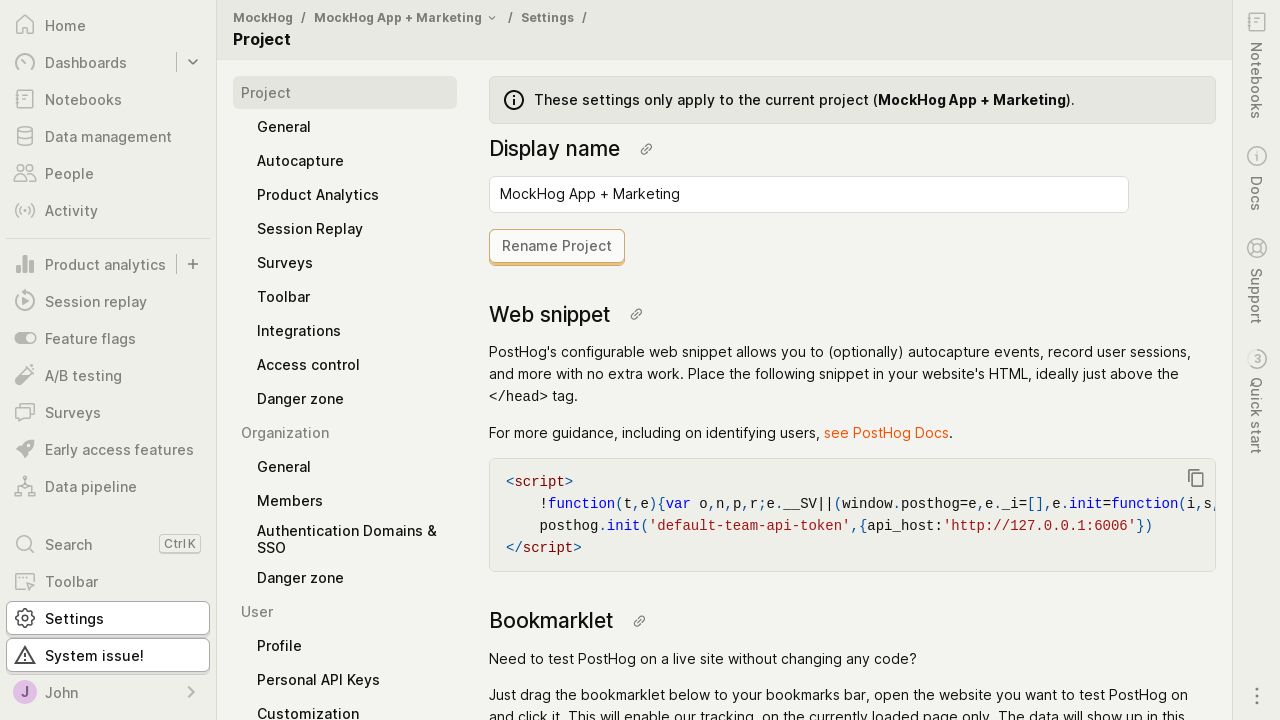 Home
Dashboards
Notebooks
Data management
People
Activity
Product analytics
Session replay
Feature flags
A/B testing
Surveys
Early access features
Data pipeline
Search Ctrl K
Toolbar
Settings
System issue!
J John
MockHog / MockHog App + Marketing / Settings /
Project
Project
General
Autocapture
Product Analytics
Session Replay
Surveys
Toolbar
Integrations
Access control
Danger zone
Organization
General
Members
Authentication Domains &
SSO
Danger zone
User
Profile
Personal API Keys
Customization
These settings only apply to the current project (MockHog App + Marketing).
Display name
MockHog App + Marketing
Rename Project
Web snippet
PostHog's configurable web snippet allows you to (optionally) autocapture events, record user sessions,
and more with no extra work. Place the following snippet in your website's HTML, ideally just above the
</head> tag.
For more guidance, including on identifying users, see PostHog Docs.
<script>
!function(t,e){var o,n,p,r;e.__SV||(window.posthog=e,e._i=[],e.init=function(i,s,
posthog.init('default-team-api-token',{api_host:'http://127.0.0.1:6006'})
</script>
Bookmarklet
Need to test PostHog on a live site without changing any code?
Just drag the bookmarklet below to your bookmarks bar, open the website you want to test PostHog on
and click it. This will enable our tracking, on the currently loaded page only. The data will show up in this
Notebooks
Docs
Support
3
Quick start